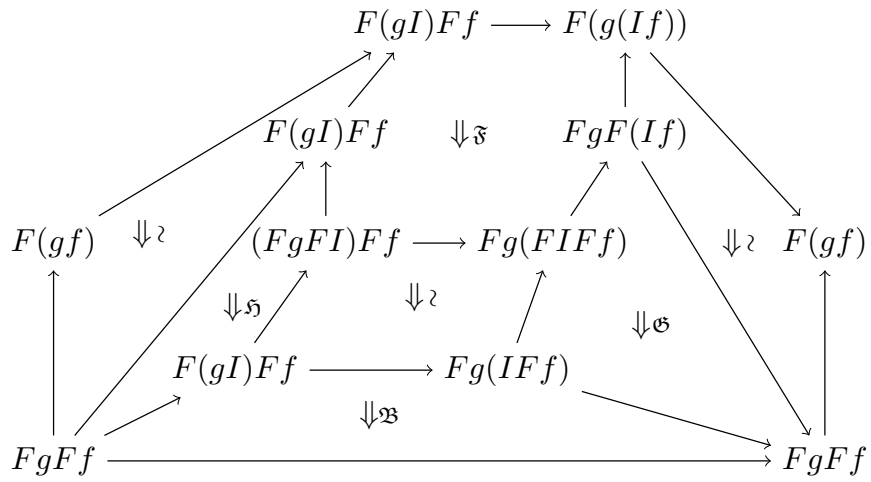 F(gI)Ff F(g(If))
F(gI)Ff ⇓𝔉 FgF(If)
F(gf) ⇓≀ (FgFI)Ff Fg(FIFf) ⇓≀ F(gf)
⇓ℌ ⇓≀ ⇓𝔊
F(gI)Ff Fg(IFf)
⇓𝔅
FgFf FgFf